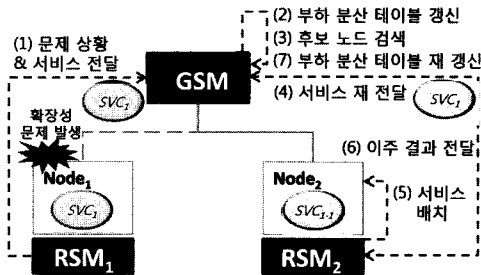 (1) 문제 상황
& 서비스 전달
(2) 부하 분산 테이블 갱신
(3) 후보 노드 검색
(7) 부하 분산 테이블 재 갱신
GSM
SVC₁
(4) 서비스 재 전달
SVC₁
확장성
문제 발생
(6) 이주 결과 전달
Node₁
SVC₁
Node₂
SVC₁₋₁
(5) 서비스
배치
RSM₁
RSM₂